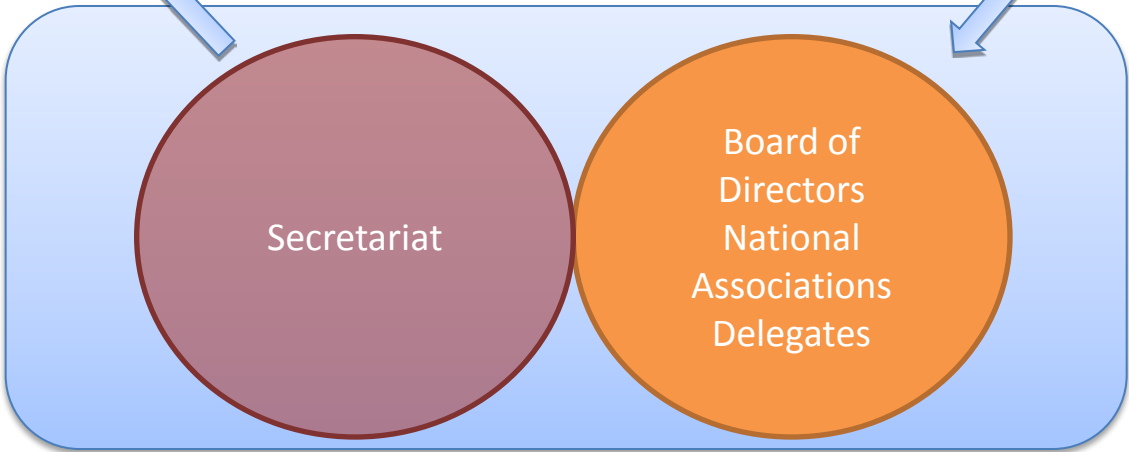 Secretariat
Board of
Directors
National
Associations
Delegates